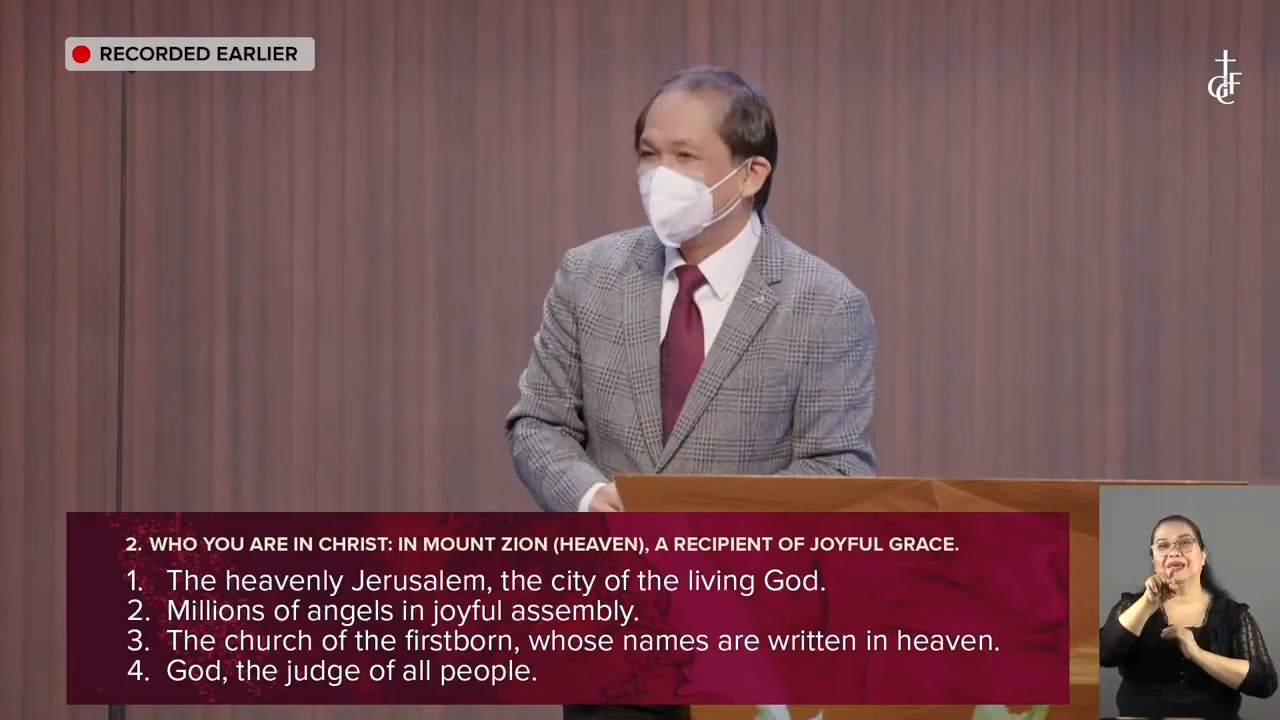 RECORDED EARLIER
GCF
2. WHO YOU ARE IN CHRIST: IN MOUNT ZION (HEAVEN), A RECIPIENT OF JOYFUL GRACE.
1. The heavenly Jerusalem, the city of the living God.
2. Millions of angels in joyful assembly.
3. The church of the firstborn, whose names are written in heaven.
4. God, the judge of all people.